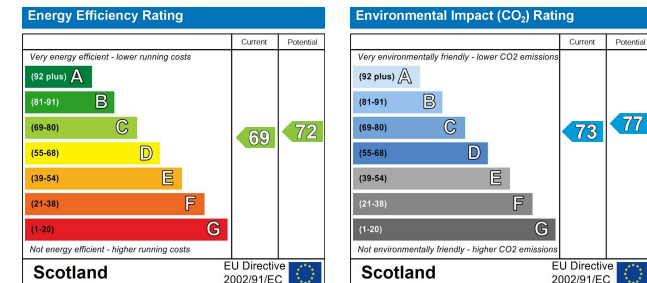 Energy Efficiency Rating
Current Potential
Very energy efficient - lower running costs
(92 plus) A
(81-91) B
(69-80) C
(55-68) D
(39-54) E
(21-38) F
(1-20) G
69
72
Not energy efficient - higher running costs
Scotland
EU Directive
2002/91/EC
Environmental Impact (CO₂) Rating
Current Potential
Very environmentally friendly - lower CO2 emissions
(92 plus) A
(81-91) B
(69-80) C
(55-68) D
(39-54) E
(21-38) F
(1-20) G
73
77
Not environmentally friendly - higher CO2 emissions
Scotland
EU Directive
2002/91/EC